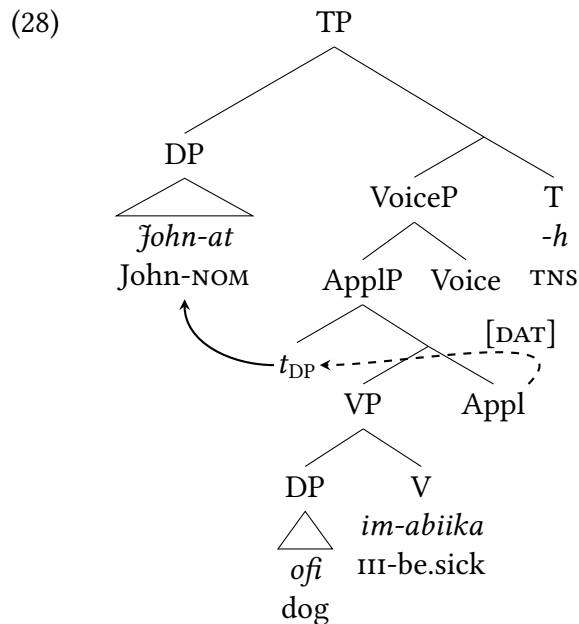 (28)
TP
DP
VoiceP T
John-at -h
John-NOM ApplP Voice TNS
[DAT]
tDP
VP Appl
DP V
im-abiika
ofi III-be.sick
dog